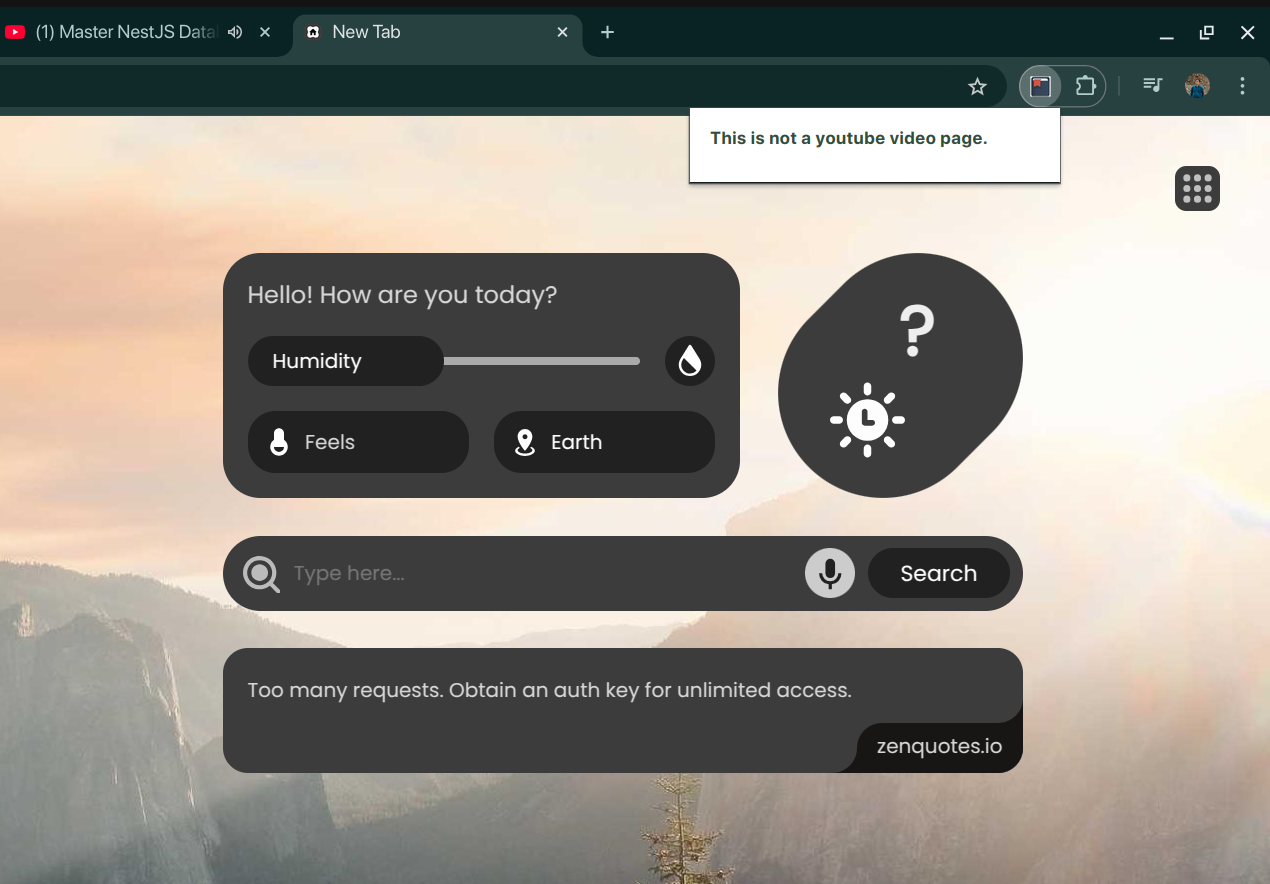 (1) Master NestJS Data
New Tab
This is not a youtube video page.
Hello! How are you today?
?
Humidity
Feels
Earth
Type here...
Search
Too many requests. Obtain an auth key for unlimited access.
zenquotes.io